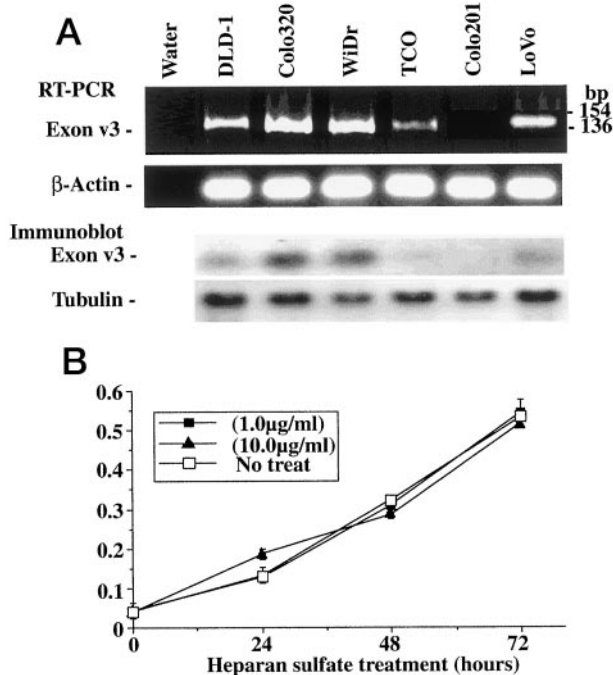 A
Water
DLD-1
Colo320
WiDr
TCO
Colo201
LoVo
RT-PCR
bp
154
Exon v3 -
136
β-Actin -
Immunoblot
Exon v3 -
Tubulin -
B
0.6
0.5
0.4
0.3
0.2
0.1
0
(1.0µg/ml)
(10.0µg/ml)
No treat
0 24 48 72
Heparan sulfate treatment (hours)